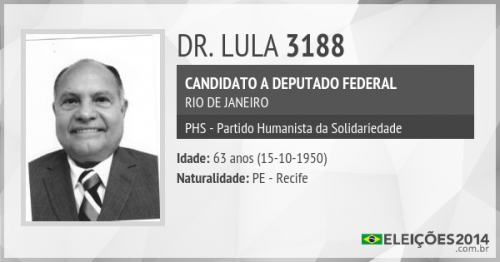 DR. LULA 3188
CANDIDATO A DEPUTADO FEDERAL
RIO DE JANEIRO
PHS - Partido Humanista da Solidariedade
Idade: 63 anos (15-10-1950)
Naturalidade: PE - Recife
ELEIÇÕES2014
.com.br